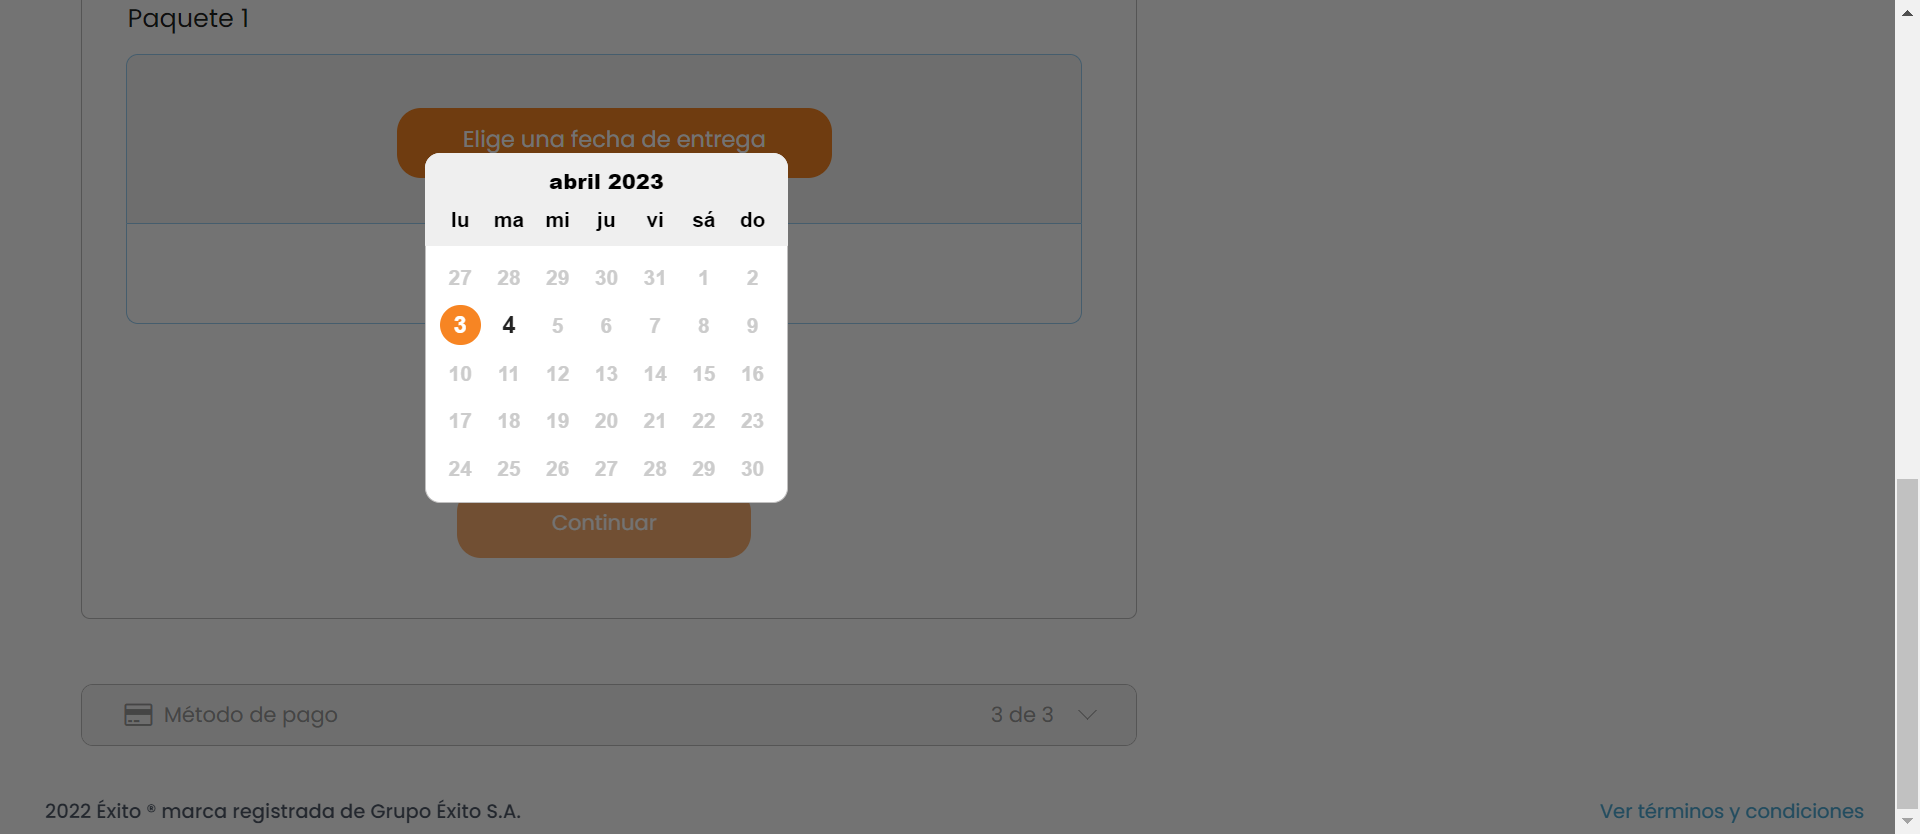 Paquete 1
Elige una fecha de entrega
abril 2023
lu ma mi ju vi sá do
27 28 29 30 31 1 2
3 4 5 6 7 8 9
10 11 12 13 14 15 16
17 18 19 20 21 22 23
24 25 26 27 28 29 30
Continuar
Método de pago 3 de 3
2022 Éxito ® marca registrada de Grupo Éxito S.A. Ver términos y condiciones